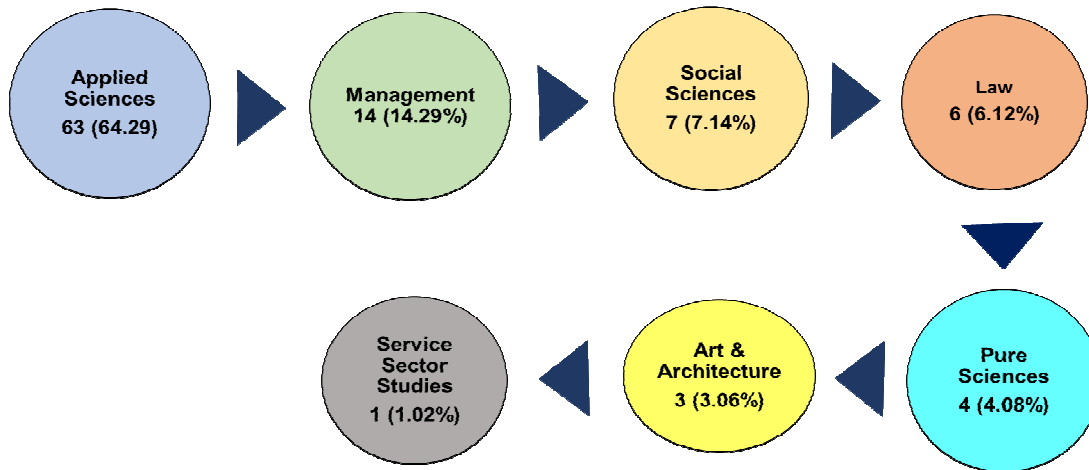 Applied
Sciences
63 (64.29)
Management
14 (14.29%)
Social
Sciences
7 (7.14%)
Law
6 (6.12%)
Pure
Sciences
4 (4.08%)
Art &
Architecture
3 (3.06%)
Service
Sector
Studies
1 (1.02%)